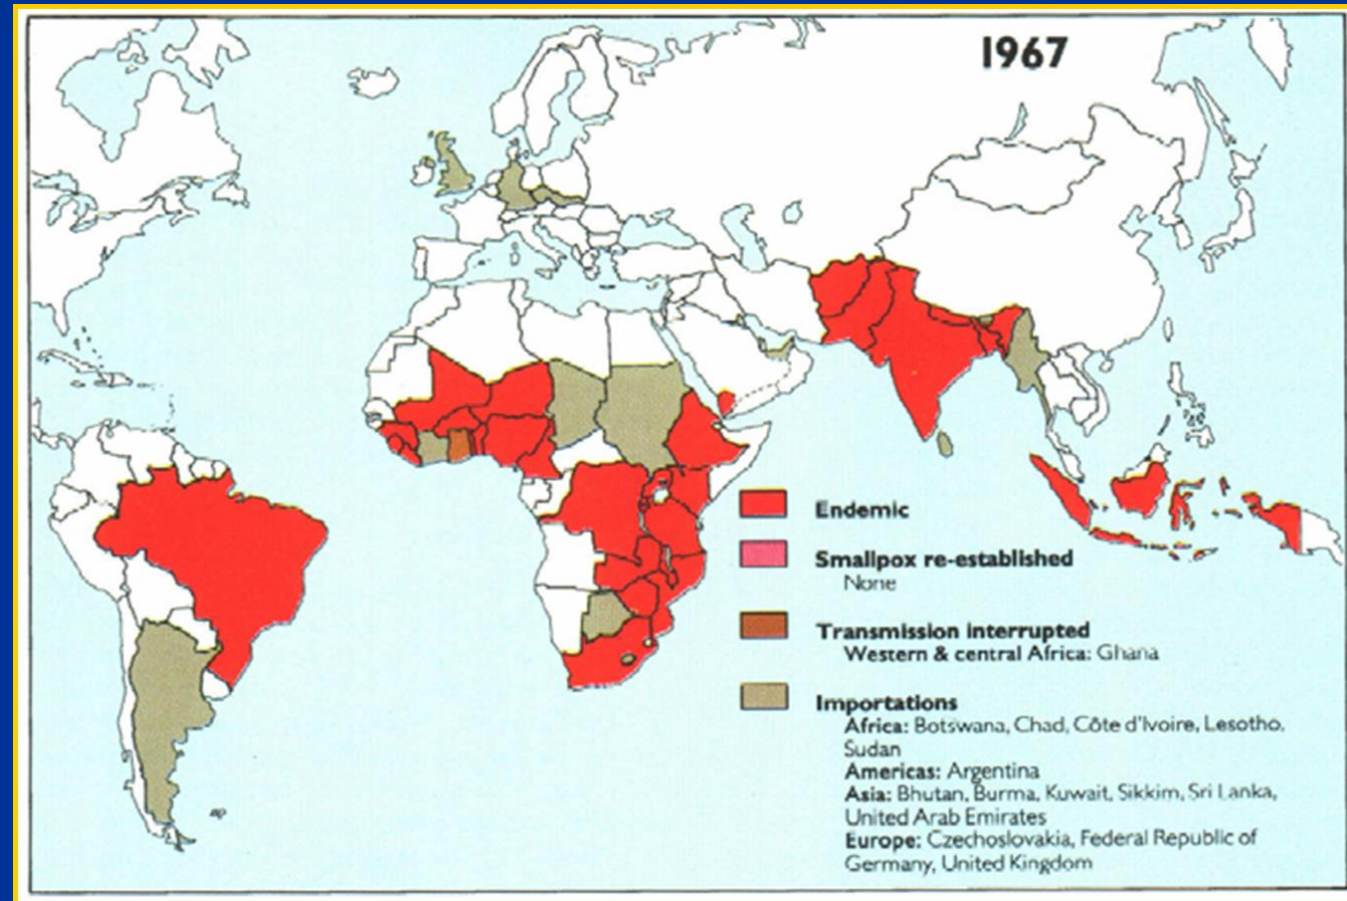 1967
Endemic
Smallpox re-established
None
Transmission interrupted
Western & central Africa: Ghana
Importations
Africa: Botswana, Chad, Côte d'Ivoire, Lesotho,
Sudan
Americas: Argentina
Asia: Bhutan, Burma, Kuwait, Sikkim, Sri Lanka,
United Arab Emirates
Europe: Czechoslovakia, Federal Republic of
Germany, United Kingdom